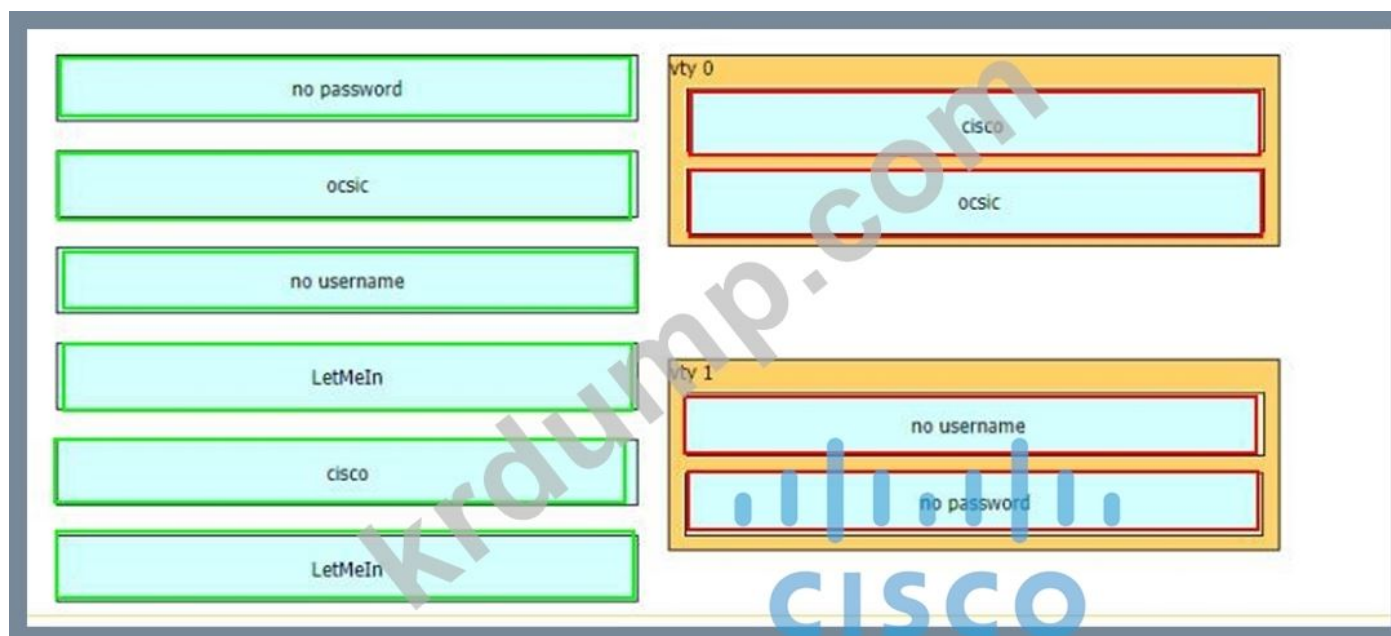 no password
ocsic
no username
LetMeIn
cisco
LetMeIn
vty 0
cisco
ocsic
vty 1
no username
no password
krdump.com
CISCO